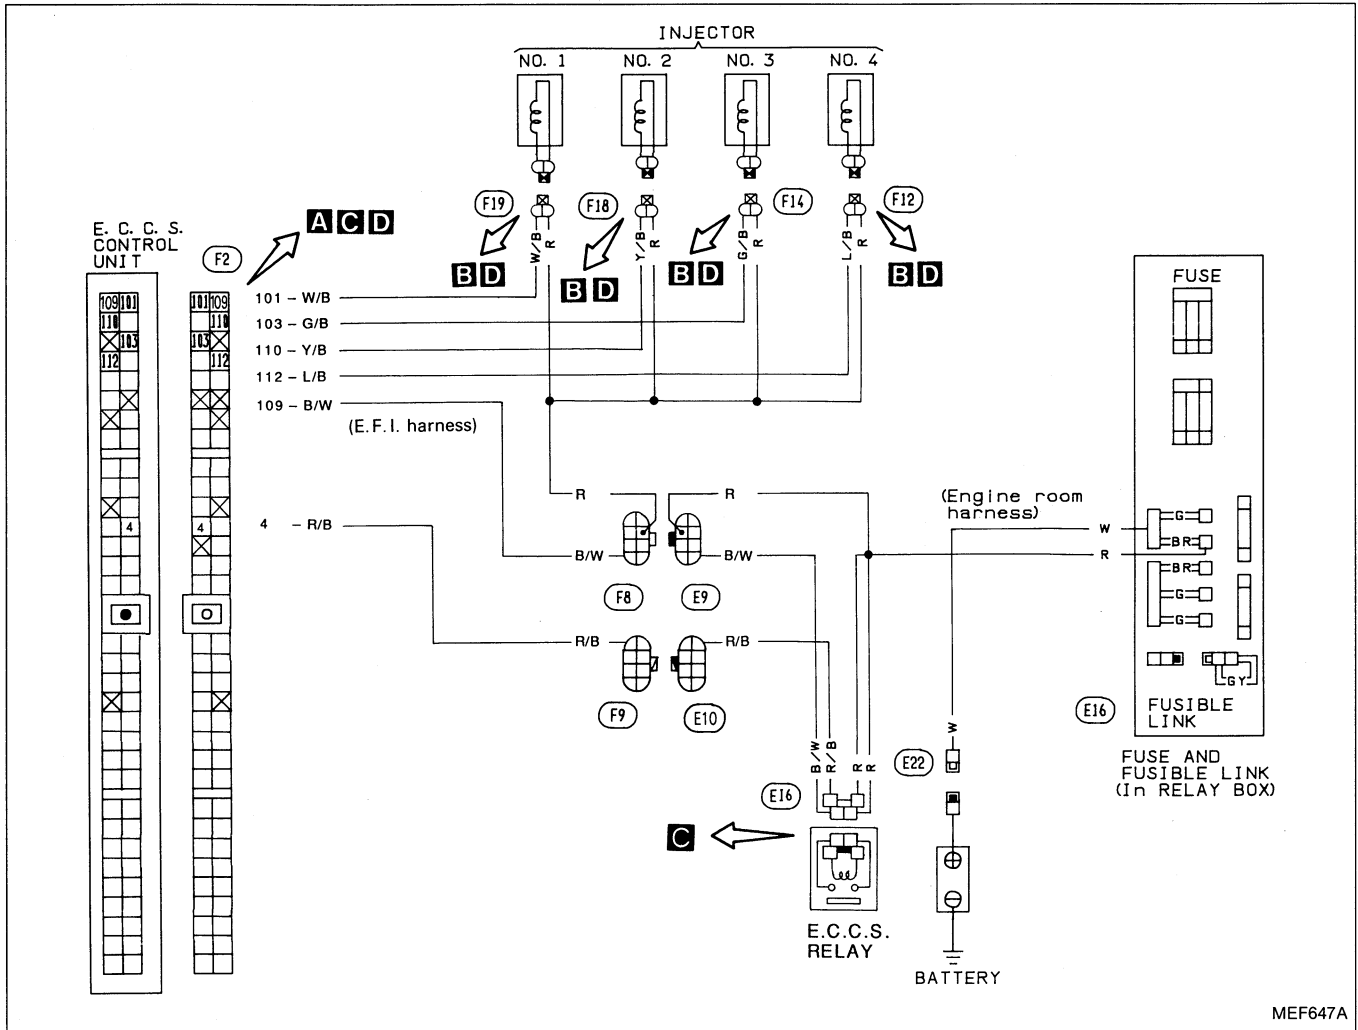 INJECTOR
NO. 1
NO. 2
NO. 3
NO. 4
F19
F18
F14
F12
W/B
R
Y/B
R
G/B
R
L/B
R
B D
B D
B D
B D
E. C. C. S.
CONTROL
UNIT
F2
A C D
109 101
110
103
112
4
101 109
110
103
112
4
101 - W/B
103 - G/B
110 - Y/B
112 - L/B
109 - B/W
(E.F.I. harness)
4 - R/B
R
R
B/W
B/W
F8
E9
R/B
R/B
F9
E10
(Engine room
harness)
W
R
FUSE
G
BR
BR
G
G
GY
E16
FUSIBLE
LINK
FUSE AND
FUSIBLE LINK
(In RELAY BOX)
B/W
R/B
R
R
W
E16
E22
C
E.C.C.S.
RELAY
BATTERY
MEF647A